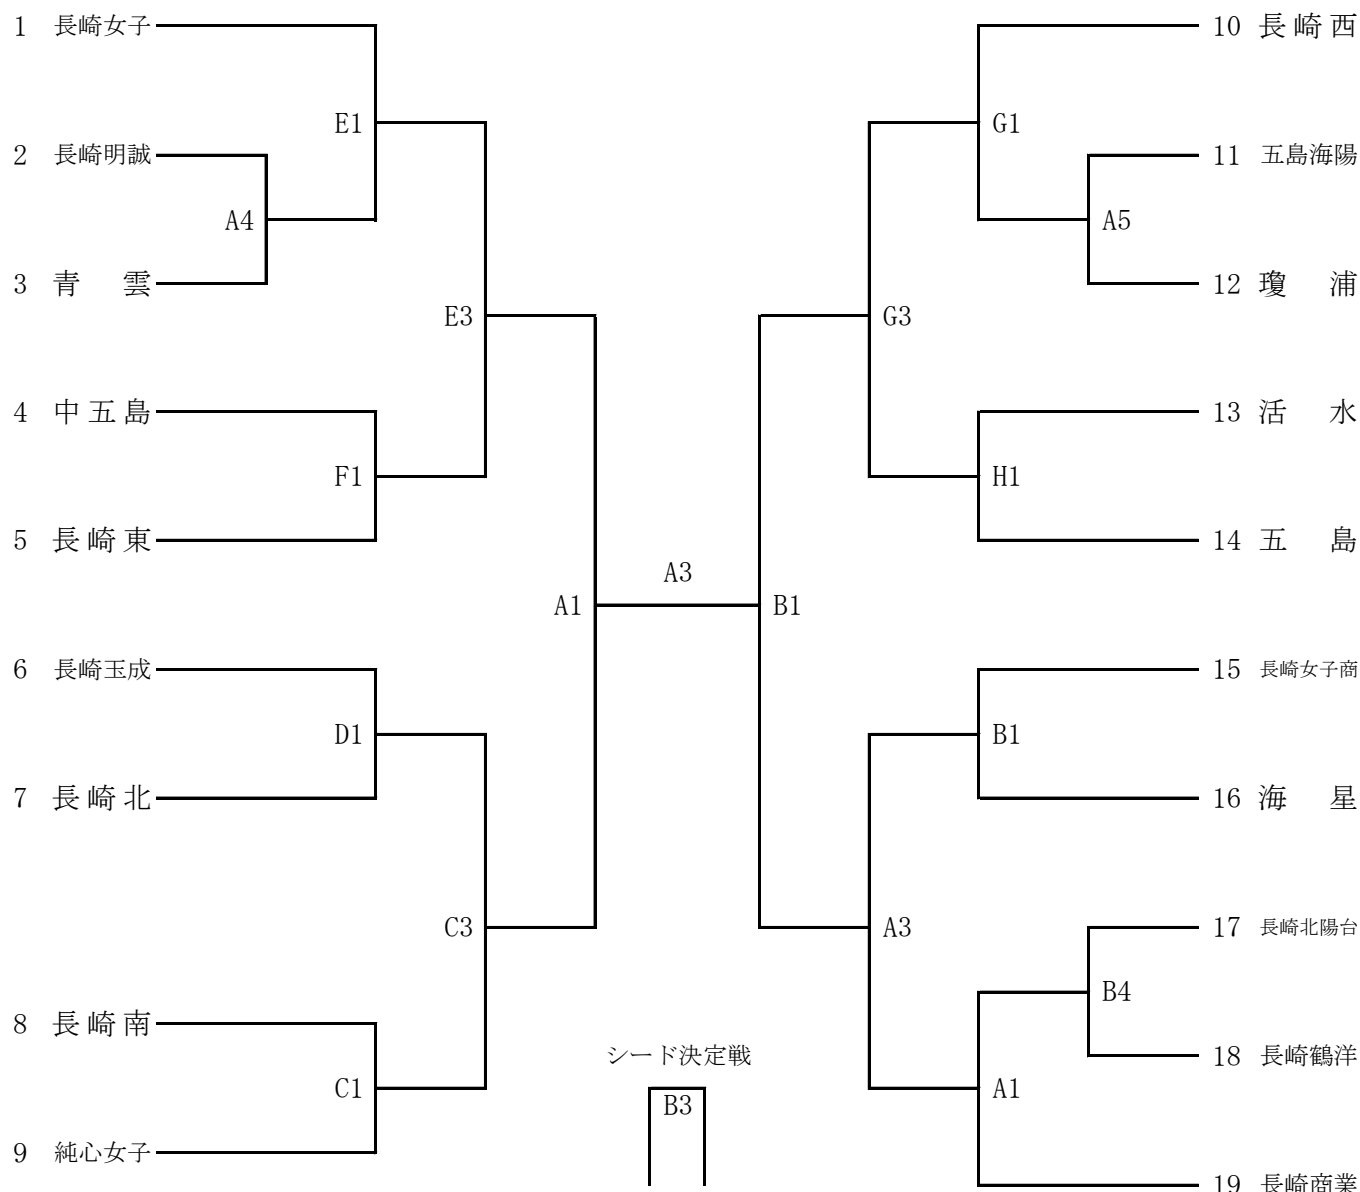 1 長崎女子
E1
2 長崎明誠
A4
3 青雲
E3
4 中五島
F1
5 長崎東
A1
6 長崎玉成
D1
7 長崎北
C3
8 長崎南
C1
9 純心女子
A3
シード決定戦
B3
10 長崎西
G1
11 五島海陽
A5
12 瓊浦
G3
13 活水
H1
14 五島
B1
15 長崎女子商
B1
16 海星
A3
17 長崎北陽台
B4
18 長崎鶴洋
A1
19 長崎商業